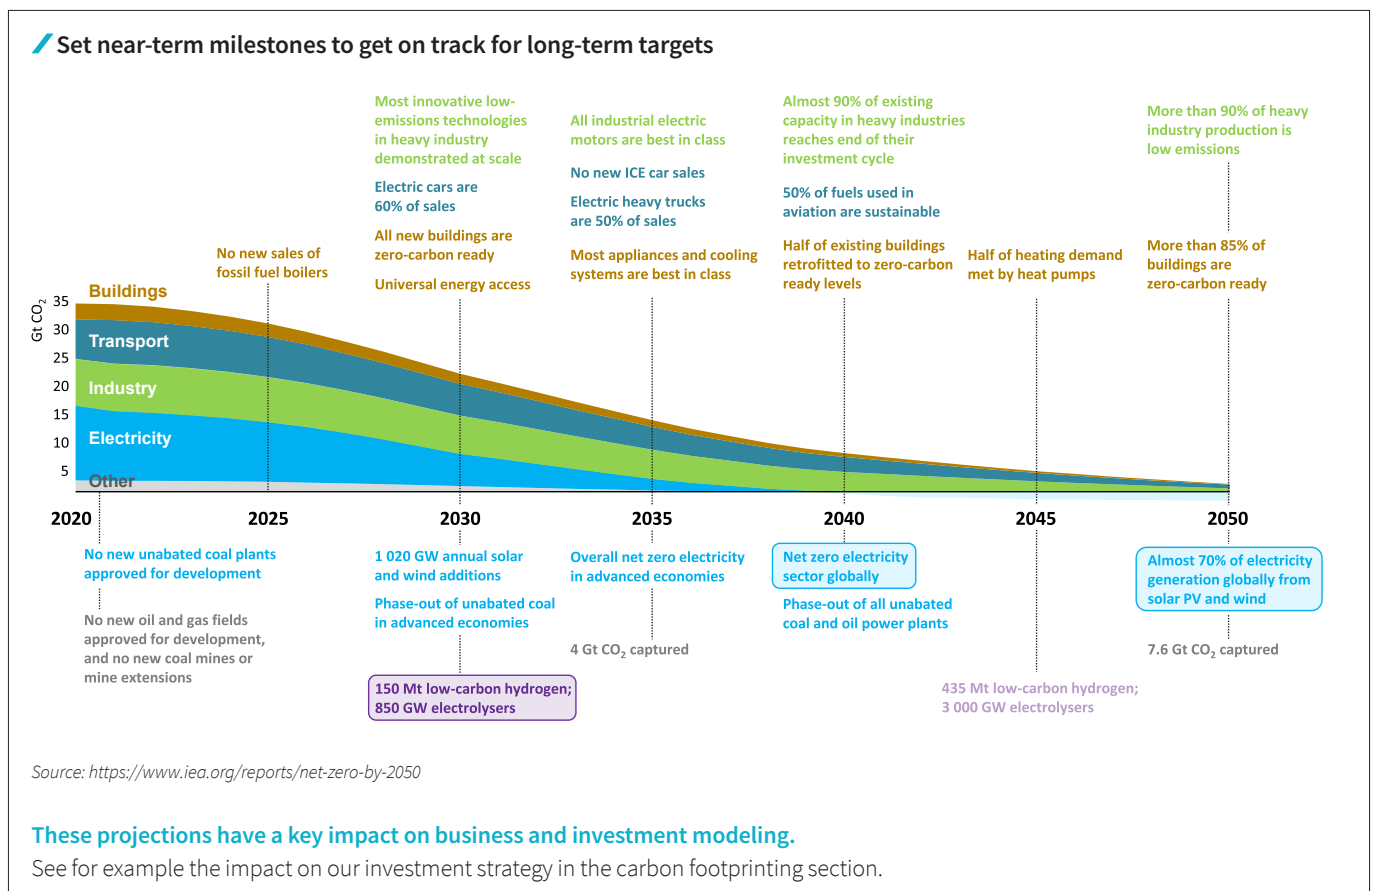 Set near-term milestones to get on track for long-term targets
Most innovative low-
emissions technologies
in heavy industry
demonstrated at scale
Electric cars are
60% of sales
All new buildings are
zero-carbon ready
Universal energy access
All industrial electric
motors are best in class
No new ICE car sales
Electric heavy trucks
are 50% of sales
Most appliances and cooling
systems are best in class
Almost 90% of existing
capacity in heavy industries
reaches end of their
investment cycle
50% of fuels used in
aviation are sustainable
Half of existing buildings
retrofitted to zero-carbon
ready levels
Half of heating demand
met by heat pumps
More than 90% of heavy
industry production is
low emissions
More than 85% of
buildings are
zero-carbon ready
No new sales of
fossil fuel boilers
Gt CO₂
35
30
25
20
15
10
5
Buildings
Transport
Industry
Electricity
Other
2020 2025 2030 2035 2040 2045 2050
No new unabated coal plants
approved for development
No new oil and gas fields
approved for development,
and no new coal mines or
mine extensions
1 020 GW annual solar
and wind additions
Phase-out of unabated coal
in advanced economies
150 Mt low-carbon hydrogen;
850 GW electrolysers
Overall net zero electricity
in advanced economies
4 Gt CO₂ captured
Net zero electricity
sector globally
Phase-out of all unabated
coal and oil power plants
435 Mt low-carbon hydrogen;
3 000 GW electrolysers
Almost 70% of electricity
generation globally from
solar PV and wind
7.6 Gt CO₂ captured
Source: https://www.iea.org/reports/net-zero-by-2050
These projections have a key impact on business and investment modeling.
See for example the impact on our investment strategy in the carbon footprinting section.